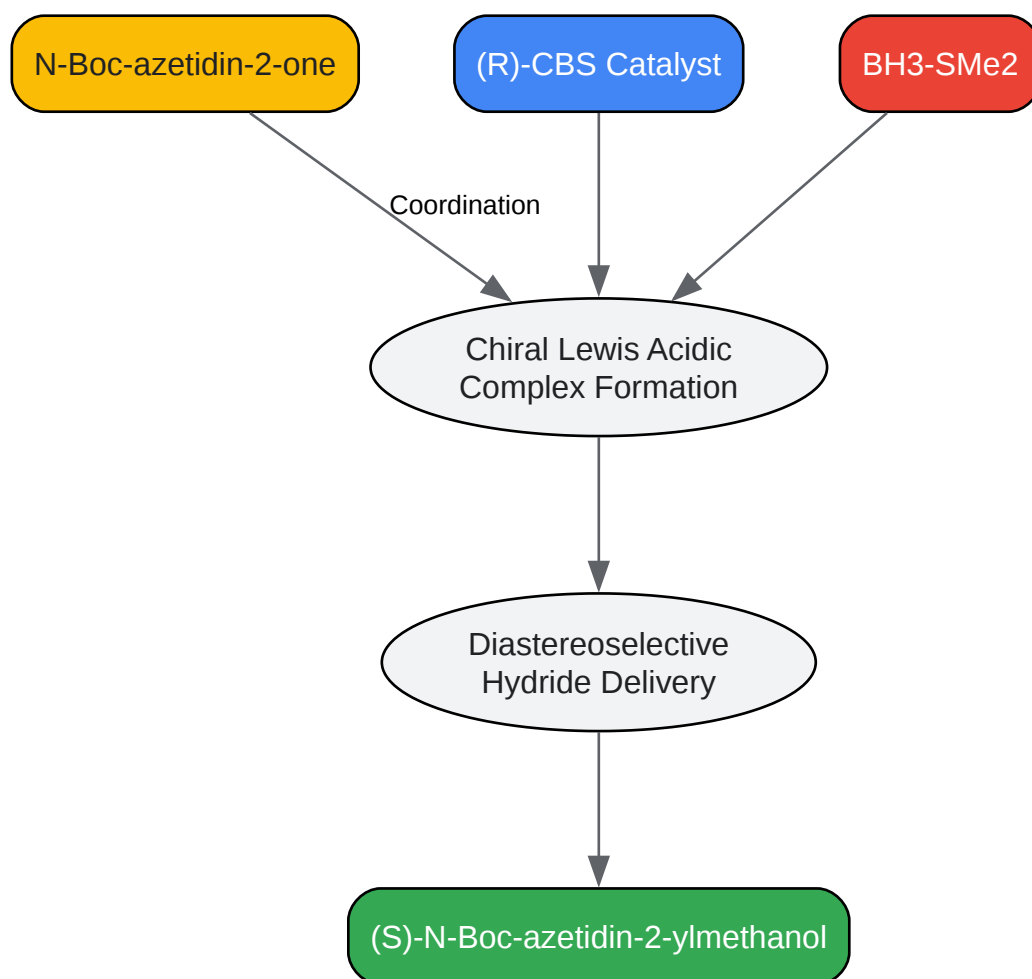 N-Boc-azetidin-2-one
(R)-CBS Catalyst
BH3-SMe2
Coordination
Chiral Lewis Acidic
Complex Formation
Diastereoselective
Hydride Delivery
(S)-N-Boc-azetidin-2-ylmethanol